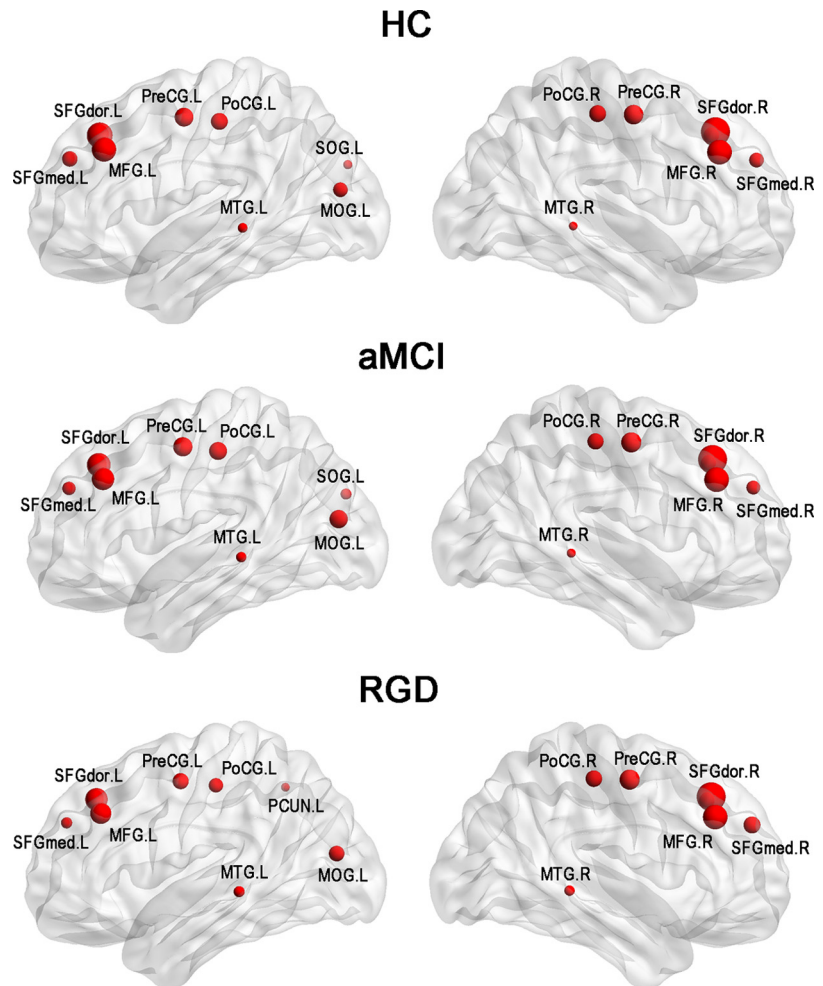 HC
SFGdor.L
PreCG.L
PoCG.L
SOG.L
SFGmed.L
MFG.L
MOG.L
MTG.L
PoCG.R
PreCG.R
SFGdor.R
MFG.R
SFGmed.R
MTG.R
aMCI
SFGdor.L
PreCG.L
PoCG.L
SOG.L
SFGmed.L
MFG.L
MOG.L
MTG.L
PoCG.R
PreCG.R
SFGdor.R
MFG.R
SFGmed.R
MTG.R
RGD
SFGdor.L
PreCG.L
PoCG.L
PCUN.L
SFGmed.L
MFG.L
MOG.L
MTG.L
PoCG.R
PreCG.R
SFGdor.R
MFG.R
SFGmed.R
MTG.R